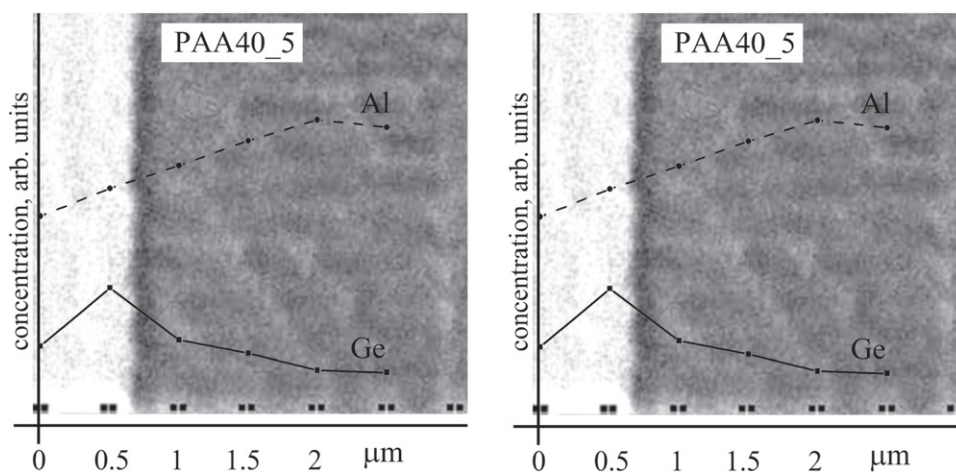 PAA40_5
Al
Ge
concentration, arb. units
0 0.5 1 1.5 2 μm
PAA40_5
Al
Ge
concentration, arb. units
0 0.5 1 1.5 2 μm